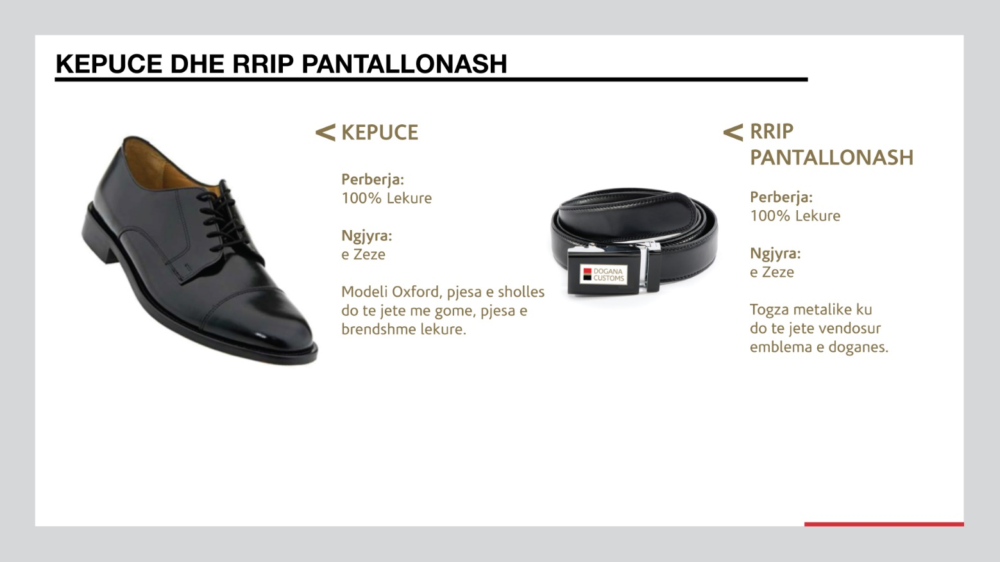 KEPUCE DHE RRIP PANTALLONASH
< KEPUCE
Perberja:
100% Lekure
Ngjyra:
e Zeze
Modeli Oxford, pjesa e sholles
do te jete me gome, pjesa e
brendshme lekure.
DOGANA
CUSTOMS
< RRIP
PANTALLONASH
Perberja:
100% Lekure
Ngjyra:
e Zeze
Togza metalike ku
do te jete vendosur
emblema e doganes.